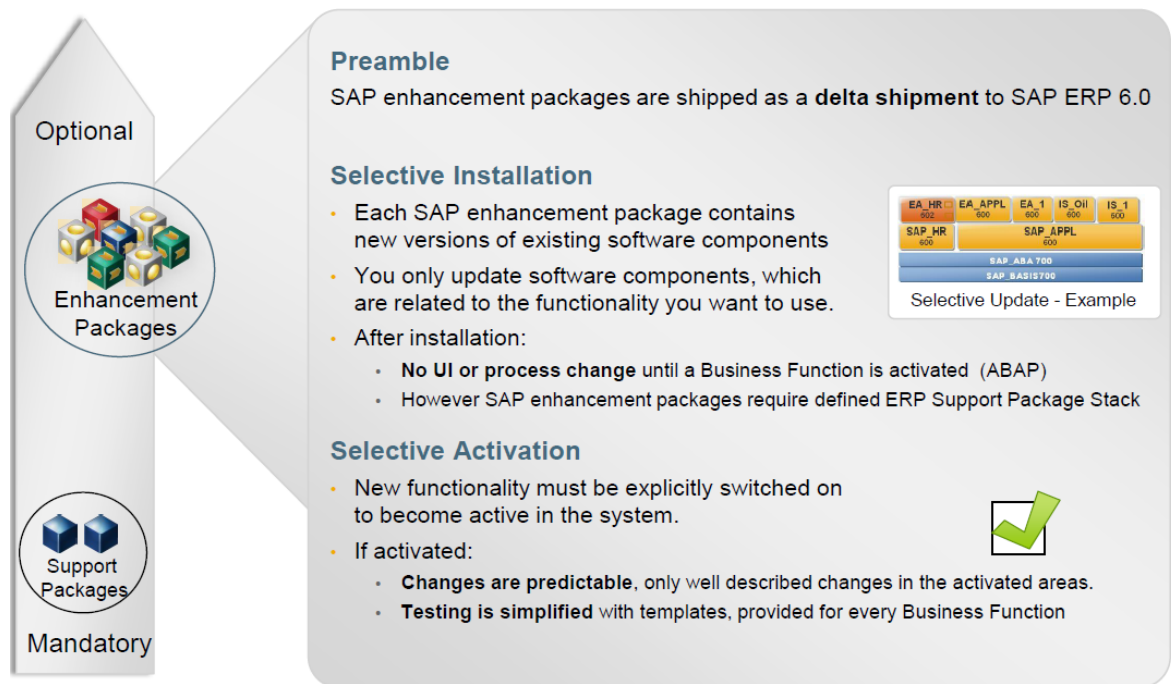 Optional
Enhancement
Packages
Support
Packages
Mandatory
Preamble
SAP enhancement packages are shipped as a delta shipment to SAP ERP 6.0
Selective Installation
• Each SAP enhancement package contains
new versions of existing software components
• You only update software components, which
are related to the functionality you want to use.
• After installation:
• No UI or process change until a Business Function is activated (ABAP)
• However SAP enhancement packages require defined ERP Support Package Stack
EA_HR EA_APPL EA_1 IS_Oil IS_1
602 600 600 600 600
SAP_HR SAP_APPL
600 600
SAP_ABA 700
SAP_BASIS700
Selective Update - Example
Selective Activation
• New functionality must be explicitly switched on
to become active in the system.
• If activated:
• Changes are predictable, only well described changes in the activated areas.
• Testing is simplified with templates, provided for every Business Function